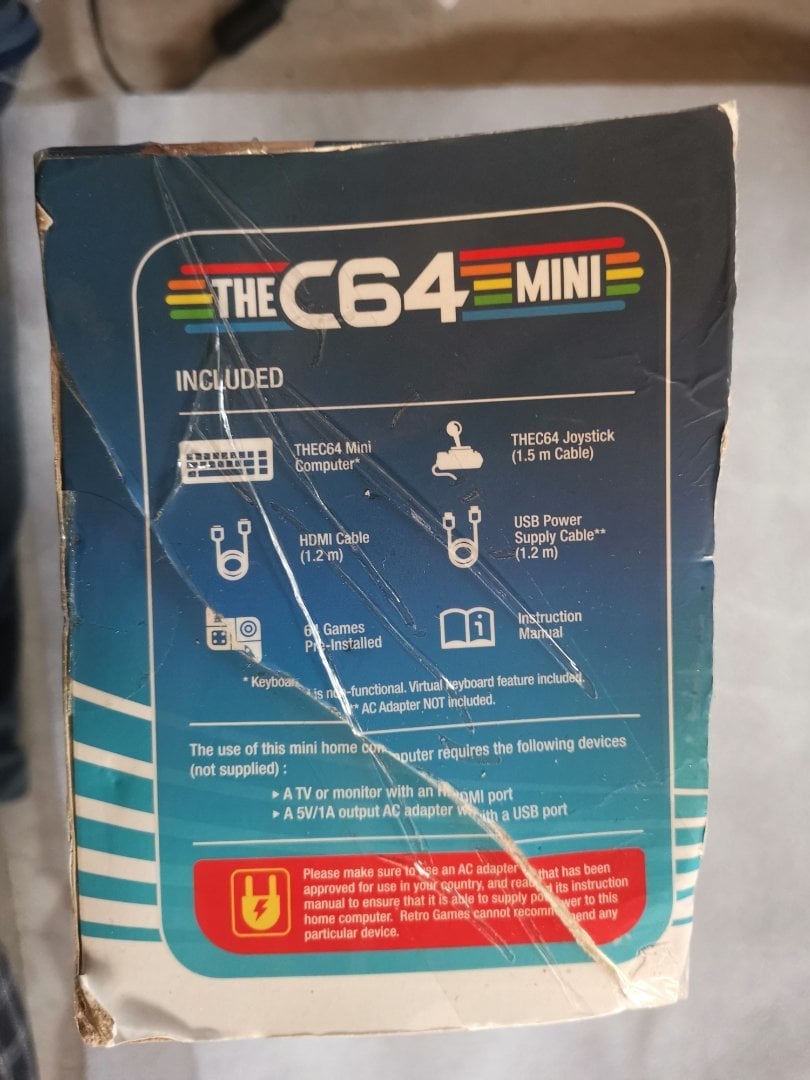 THE C64 MINI
INCLUDED
THEC64 Mini
Computer*
THEC64 Joystick
(1.5 m Cable)
HDMI Cable
(1.2 m)
USB Power
Supply Cable**
(1.2 m)
64 Games
Pre-Installed
Instruction
Manual
* Keyboard is non-functional. Virtual keyboard feature included.
** AC Adapter NOT included.
The use of this mini home computer requires the following devices
(not supplied) :
▸ A TV or monitor with an HDMI port
▸ A 5V/1A output AC adapter with a USB port
Please make sure to use an AC adapter that has been
approved for use in your country, and read its instruction
manual to ensure that it is able to supply power to this
home computer. Retro Games cannot recommend any
particular device.